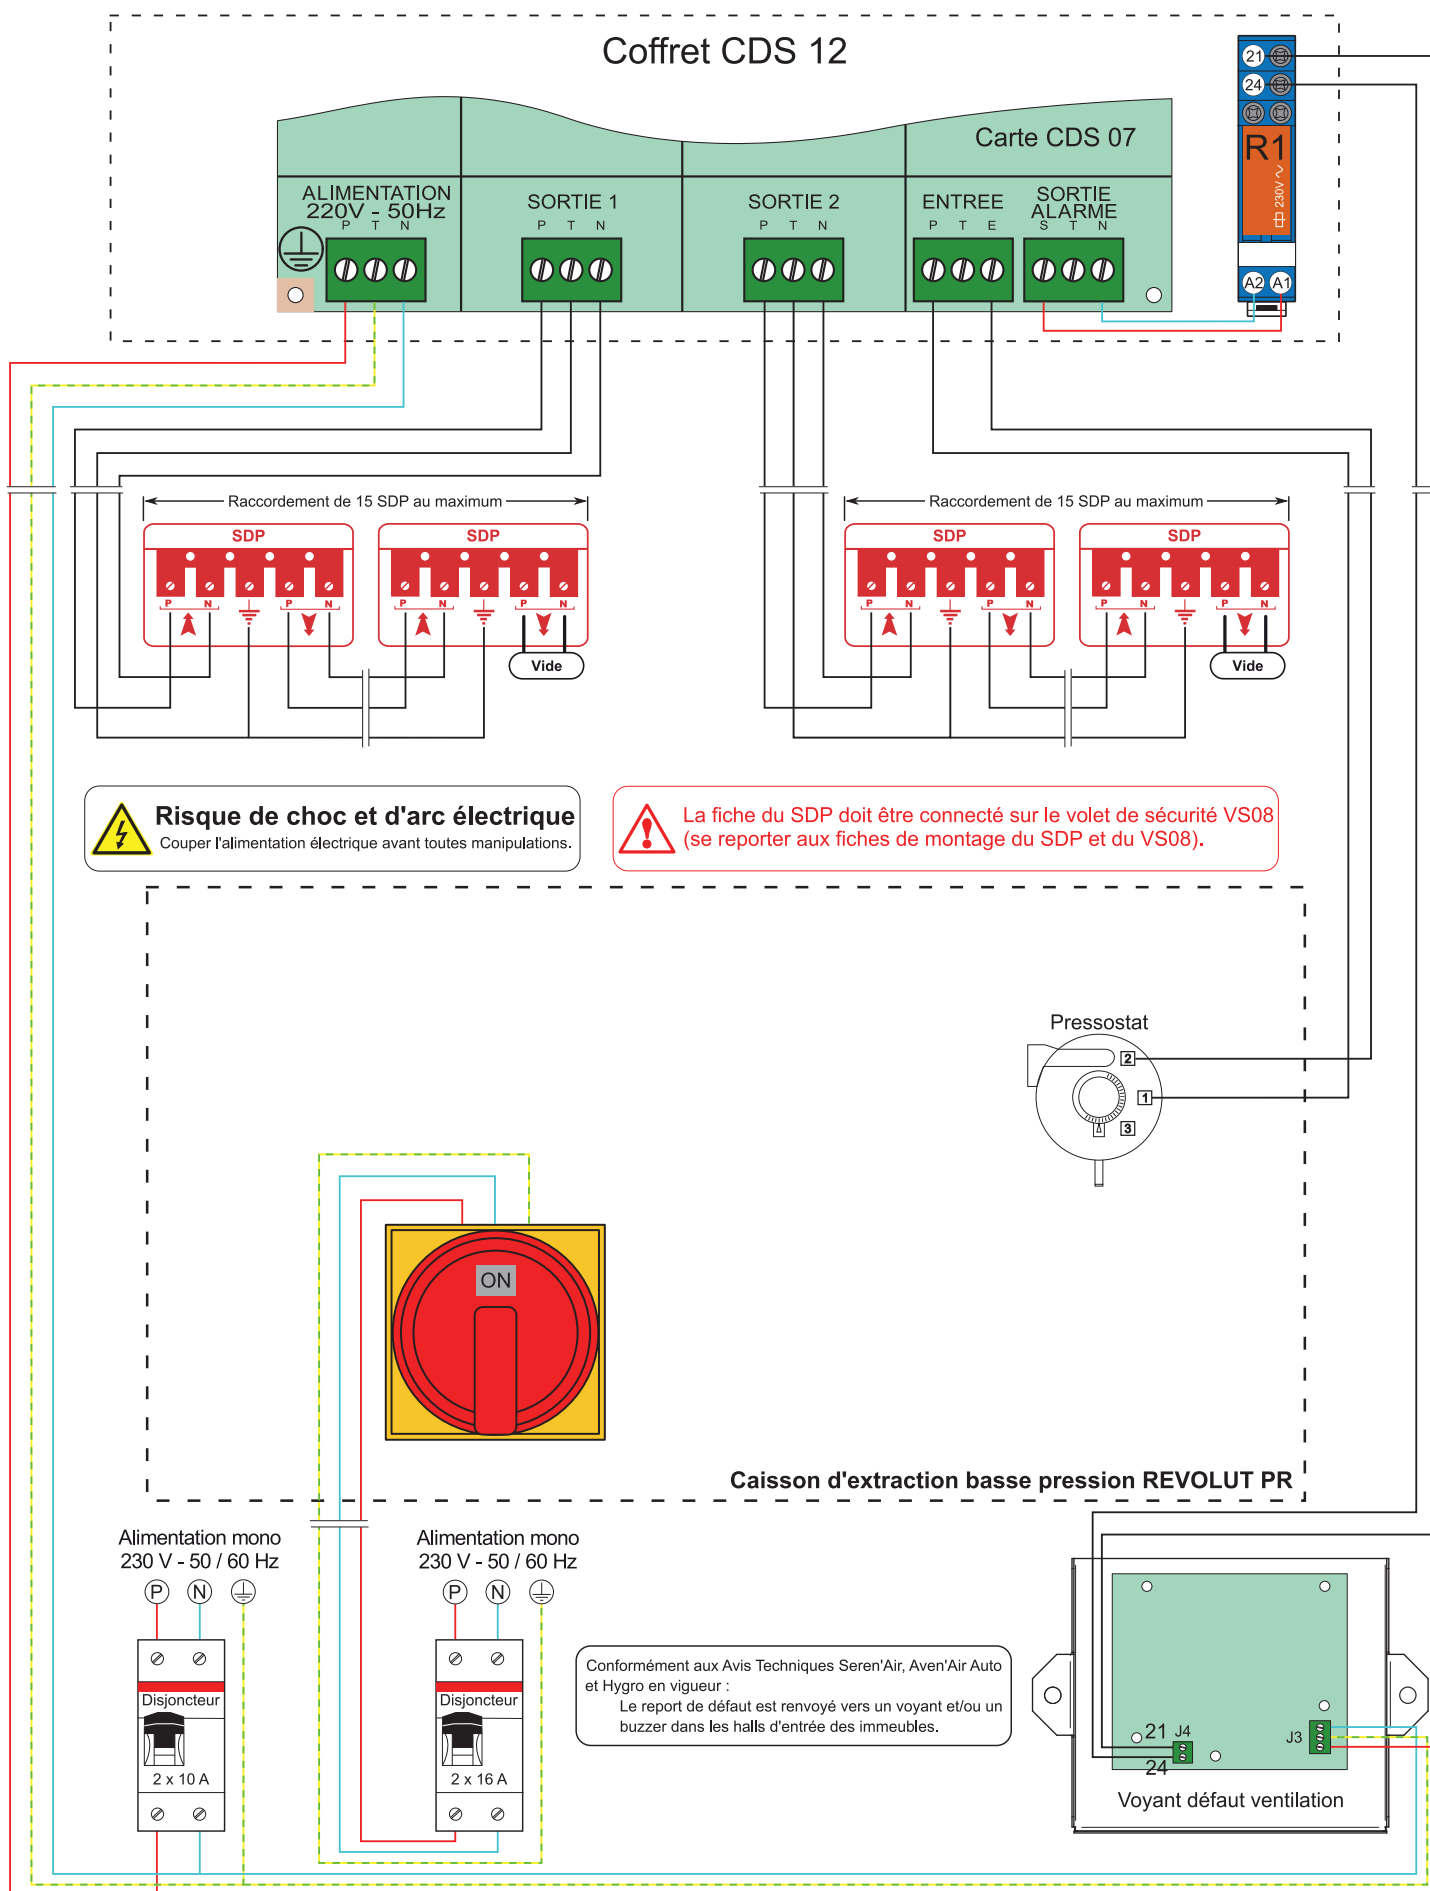 Coffret CDS 12
21
24
Carte CDS 07
R1
230V
ALIMENTATION
220V - 50Hz
P T N
SORTIE 1
P T N
SORTIE 2
P T N
ENTREE
P T E
SORTIE
ALARME
S T N
A2 A1
Raccordement de 15 SDP au maximum
SDP
P N P N
SDP
P N P N
Vide
Raccordement de 15 SDP au maximum
SDP
P N P N
SDP
P N P N
Vide
Risque de choc et d'arc électrique
Couper l'alimentation électrique avant toutes manipulations.
La fiche du SDP doit être connecté sur le volet de sécurité VS08
(se reporter aux fiches de montage du SDP et du VS08).
Pressostat
2
1
3
ON
Caisson d'extraction basse pression REVOLUT PR
Alimentation mono
230 V - 50 / 60 Hz
P N
Disjoncteur
2 x 10 A
Alimentation mono
230 V - 50 / 60 Hz
P N
Disjoncteur
2 x 16 A
Conformément aux Avis Techniques Seren'Air, Aven'Air Auto
et Hygro en vigueur :
Le report de défaut est renvoyé vers un voyant et/ou un
buzzer dans les halls d'entrée des immeubles.
21 J4
24
J3
Voyant défaut ventilation